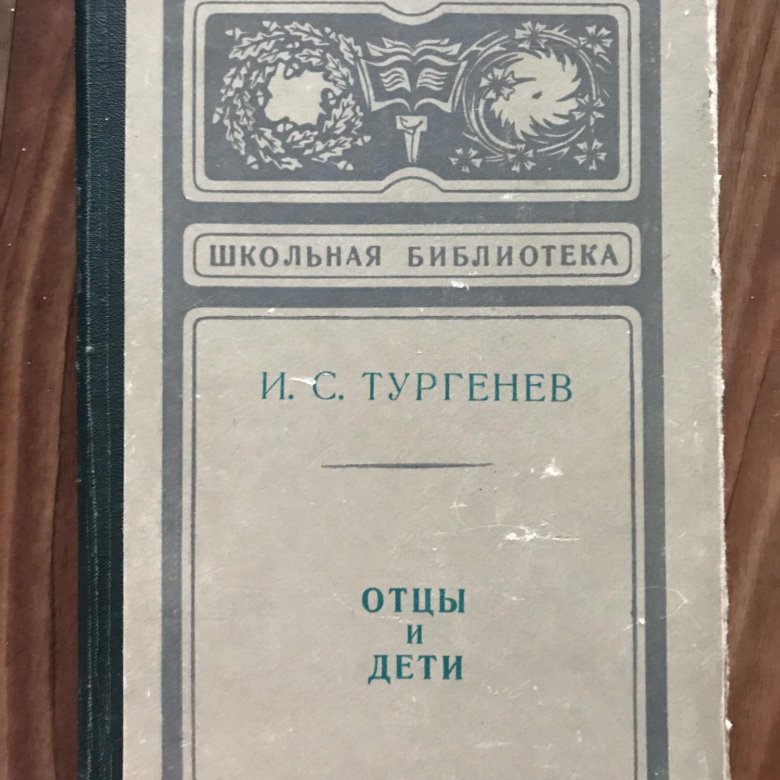 ШКОЛЬНАЯ БИБЛИОТЕКА
И. С. ТУРГЕНЕВ
ОТЦЫ
И
ДЕТИ